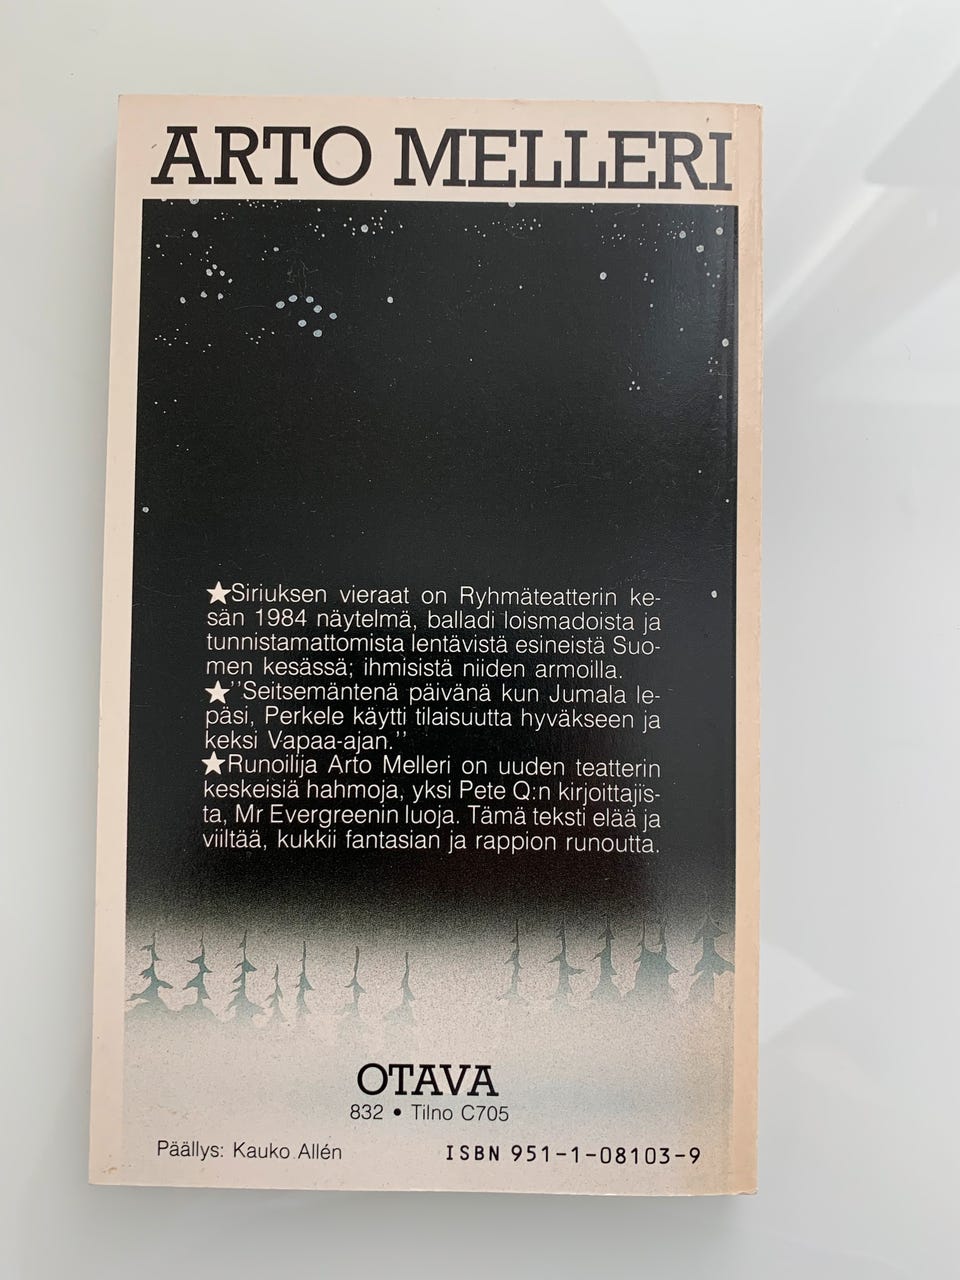 ARTO MELLERI
★Siriuksen vieraat on Ryhmäteatterin ke-
sän 1984 näytelmä, balladi loismadoista ja
tunnistamattomista lentävistä esineistä Suo-
men kesässä; ihmisistä niiden armoilla.
★''Seitsemäntenä päivänä kun Jumala le-
päsi, Perkele käytti tilaisuutta hyväkseen ja
keksi Vapaa-ajan.''
★Runoilija Arto Melleri on uuden teatterin
keskeisiä hahmoja, yksi Pete Q:n kirjoittajis-
ta, Mr Evergreenin luoja. Tämä teksti elää ja
viiltää, kukkii fantasian ja rappion runoutta.
OTAVA
832 • Tilno C705
Päällys: Kauko Allén
ISBN 951-1-08103-9